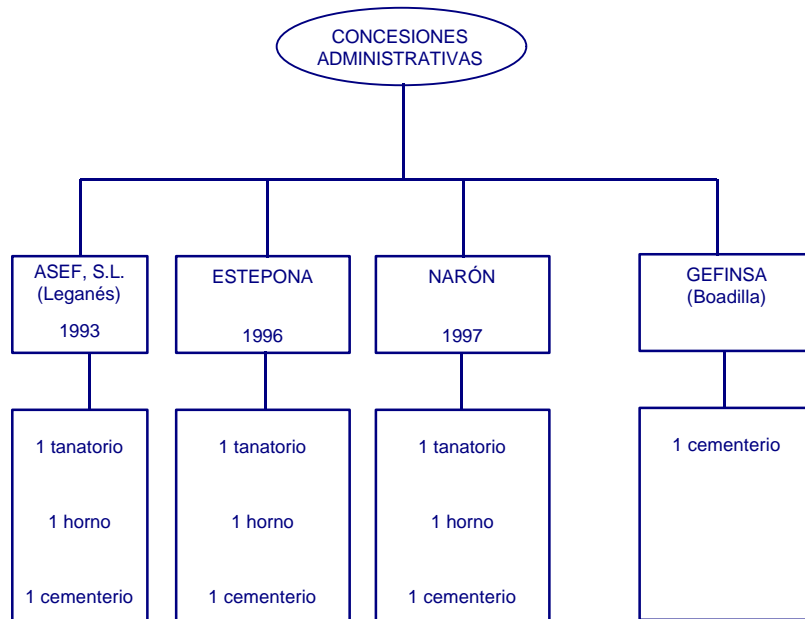 CONCESIONES
ADMINISTRATIVAS
ASEF, S.L.
(Leganés)
1993
ESTEPONA
1996
NARÓN
1997
GEFINSA
(Boadilla)
1 tanatorio
1 horno
1 cementerio
1 tanatorio
1 horno
1 cementerio
1 tanatorio
1 horno
1 cementerio
1 cementerio